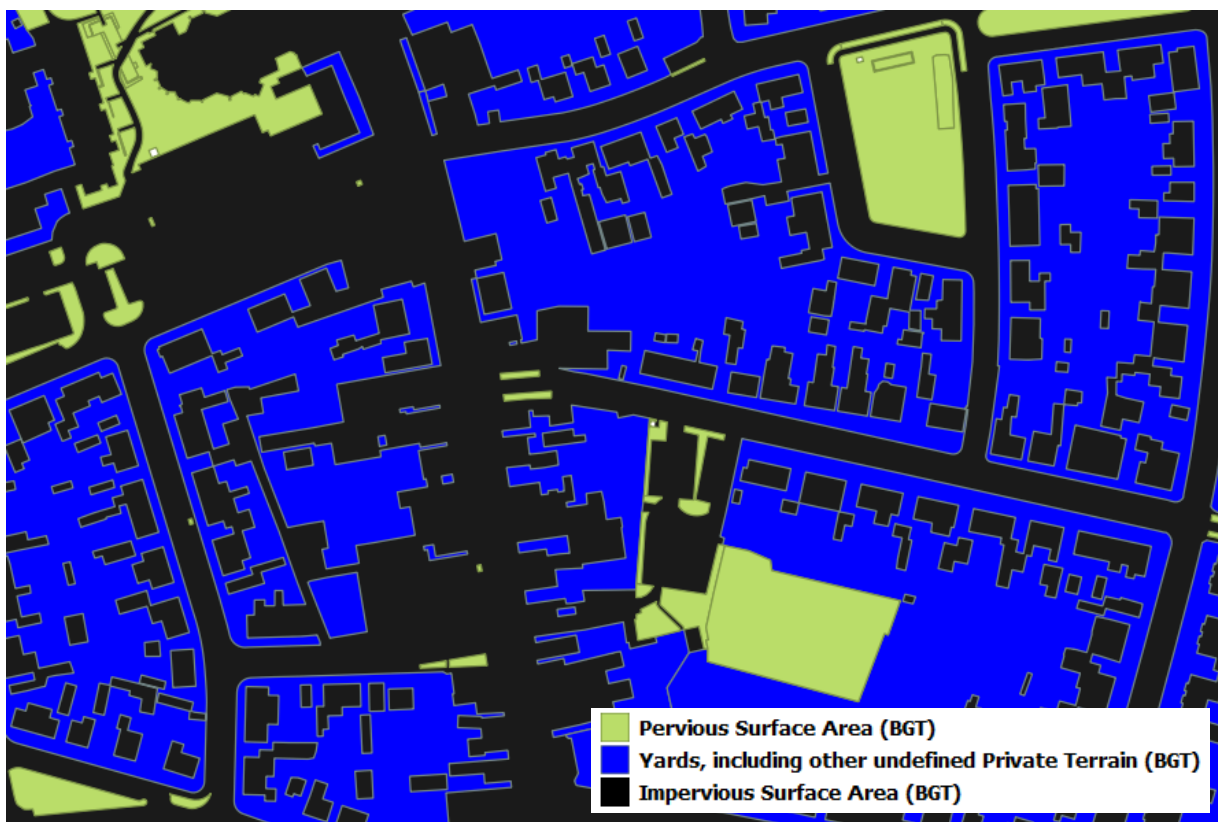 Pervious Surface Area (BGT)
Yards, including other undefined Private Terrain (BGT)
Impervious Surface Area (BGT)